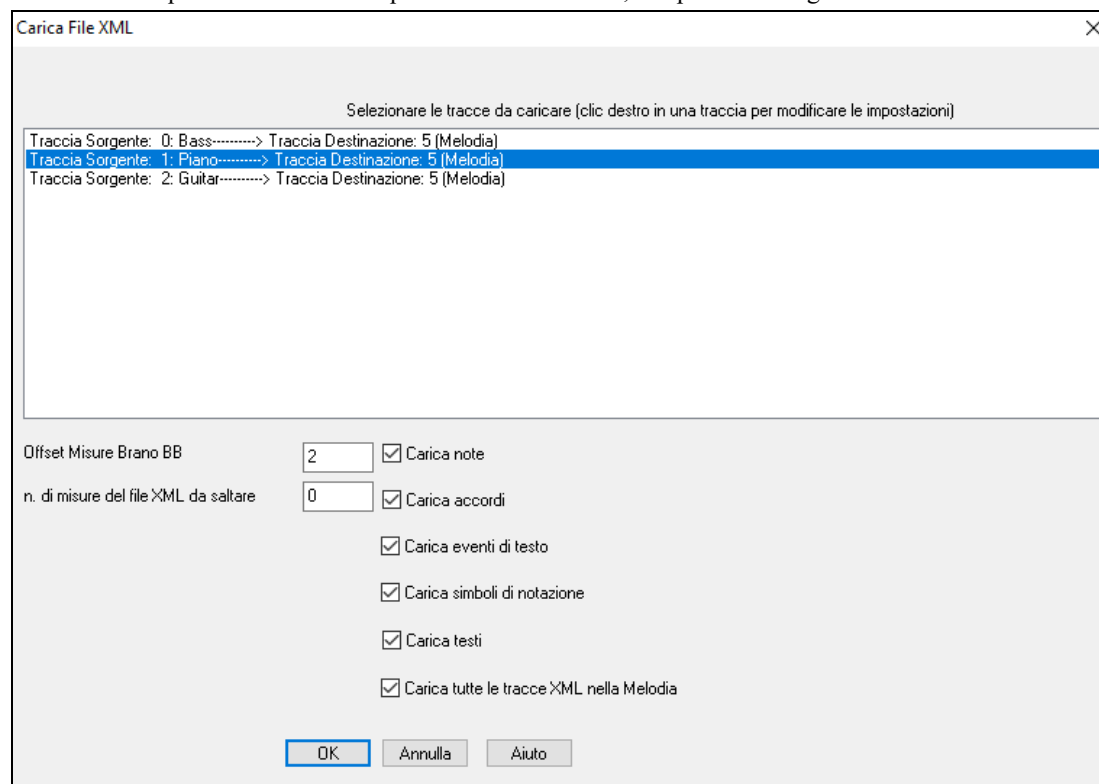 Carica File XML
Selezionare le tracce da caricare (clic destro in una traccia per modificare le impostazioni)
Traccia Sorgente: 0: Bass---------> Traccia Destinazione: 5 (Melodia)
Traccia Sorgente: 1: Piano----------> Traccia Destinazione: 5 (Melodia)
Traccia Sorgente: 2: Guitar----------> Traccia Destinazione: 5 (Melodia)
Offset Misure Brano BB 2 Carica note
n. di misure del file XML da saltare 0 Carica accordi
Carica eventi di testo
Carica simboli di notazione
Carica testi
Carica tutte le tracce XML nella Melodia
OK Annulla Aiuto